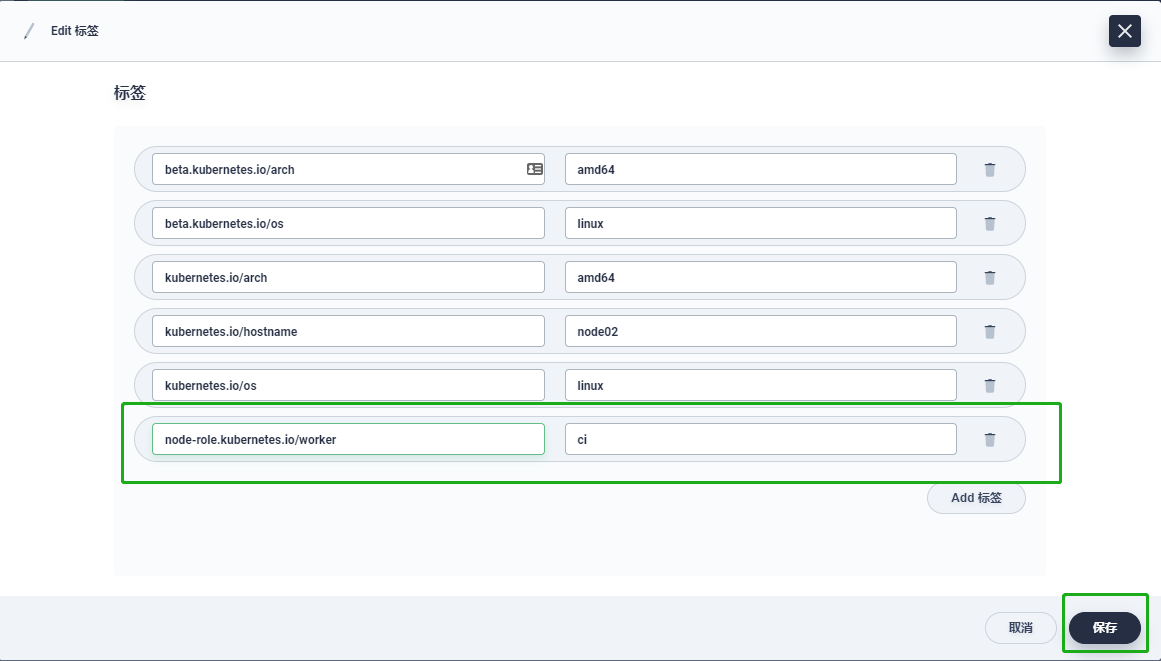 Edit 标签
标签
beta.kubernetes.io/arch amd64
beta.kubernetes.io/os linux
kubernetes.io/arch amd64
kubernetes.io/hostname node02
kubernetes.io/os linux
node-role.kubernetes.io/worker ci
Add 标签
取消 保存